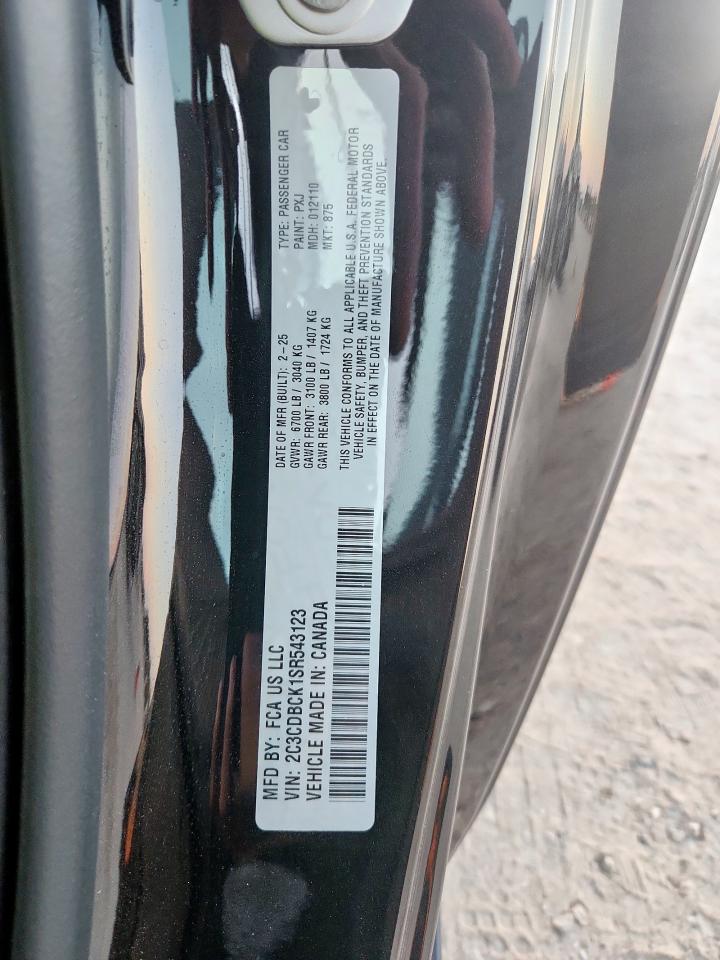 MFD BY: FCA US LLC
VIN: 2C3CDBCK1SR543123
VEHICLE MADE IN: CANADA
DATE OF MFR (BUILT): 2-25
GVWR: 6700 LB / 3040 KG
GAWR FRONT: 3100 LB / 1407 KG
GAWR REAR: 3800 LB / 1724 KG
TYPE: PASSENGER CAR
PAINT: PXJ
MDH: 012110
MKT: 875
THIS VEHICLE CONFORMS TO ALL APPLICABLE U.S.A. FEDERAL MOTOR
VEHICLE SAFETY, BUMPER, AND THEFT PREVENTION STANDARDS
IN EFFECT ON THE DATE OF MANUFACTURE SHOWN ABOVE.